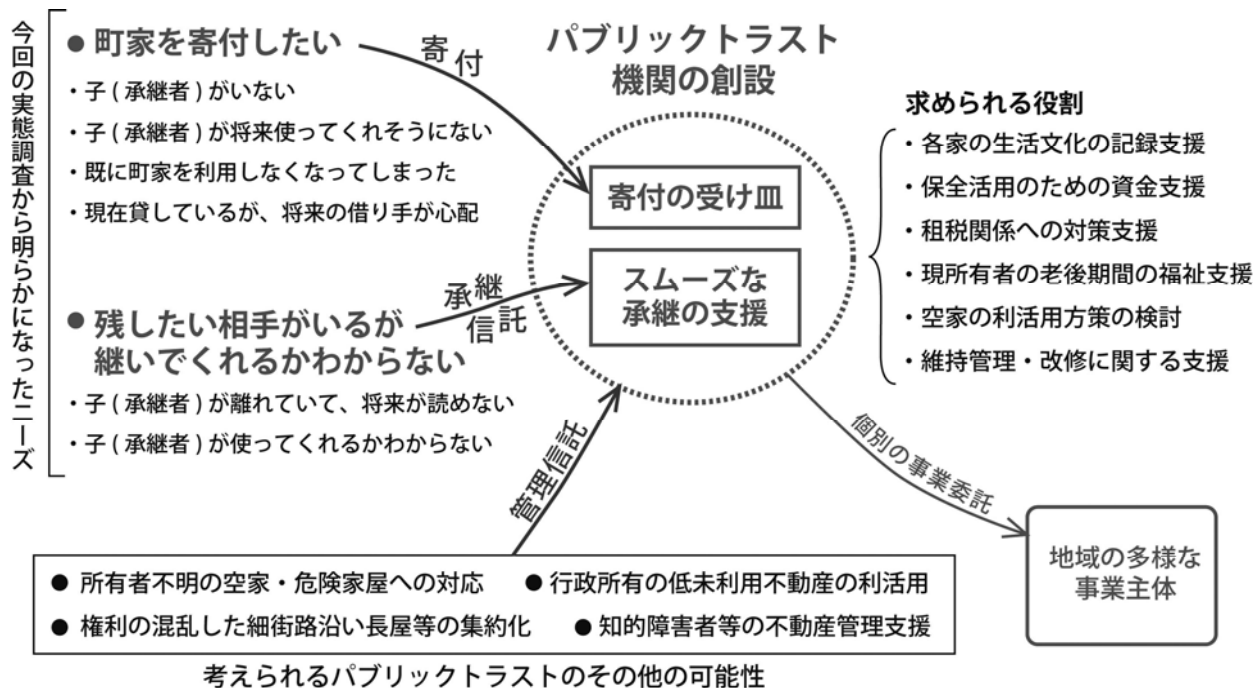 今回の実態調査から明らかになったニーズ
● 町家を寄付したい
・子 ( 承継者 ) がいない
・子 ( 承継者 ) が将来使ってくれそうにない
・既に町家を利用しなくなってしまった
・現在貸しているが、将来の借り手が心配
● 残したい相手がいるが
継いでくれるかわからない
・子 ( 承継者 ) が離れていて、将来が読めない
・子 ( 承継者 ) が使ってくれるかわからない
寄付
承継
信託
管理信託
パブリックトラスト
機関の創設
寄付の受け皿
スムーズな
承継の支援
求められる役割
・各家の生活文化の記録支援
・保全活用のための資金支援
・租税関係への対策支援
・現所有者の老後期間の福祉支援
・空家の利活用方策の検討
・維持管理・改修に関する支援
個別の事業委託
地域の多様な
事業主体
● 所有者不明の空家・危険家屋への対応 ● 行政所有の低未利用不動産の利活用
● 権利の混乱した細街路沿い長屋等の集約化 ● 知的障害者等の不動産管理支援
考えられるパブリックトラストのその他の可能性